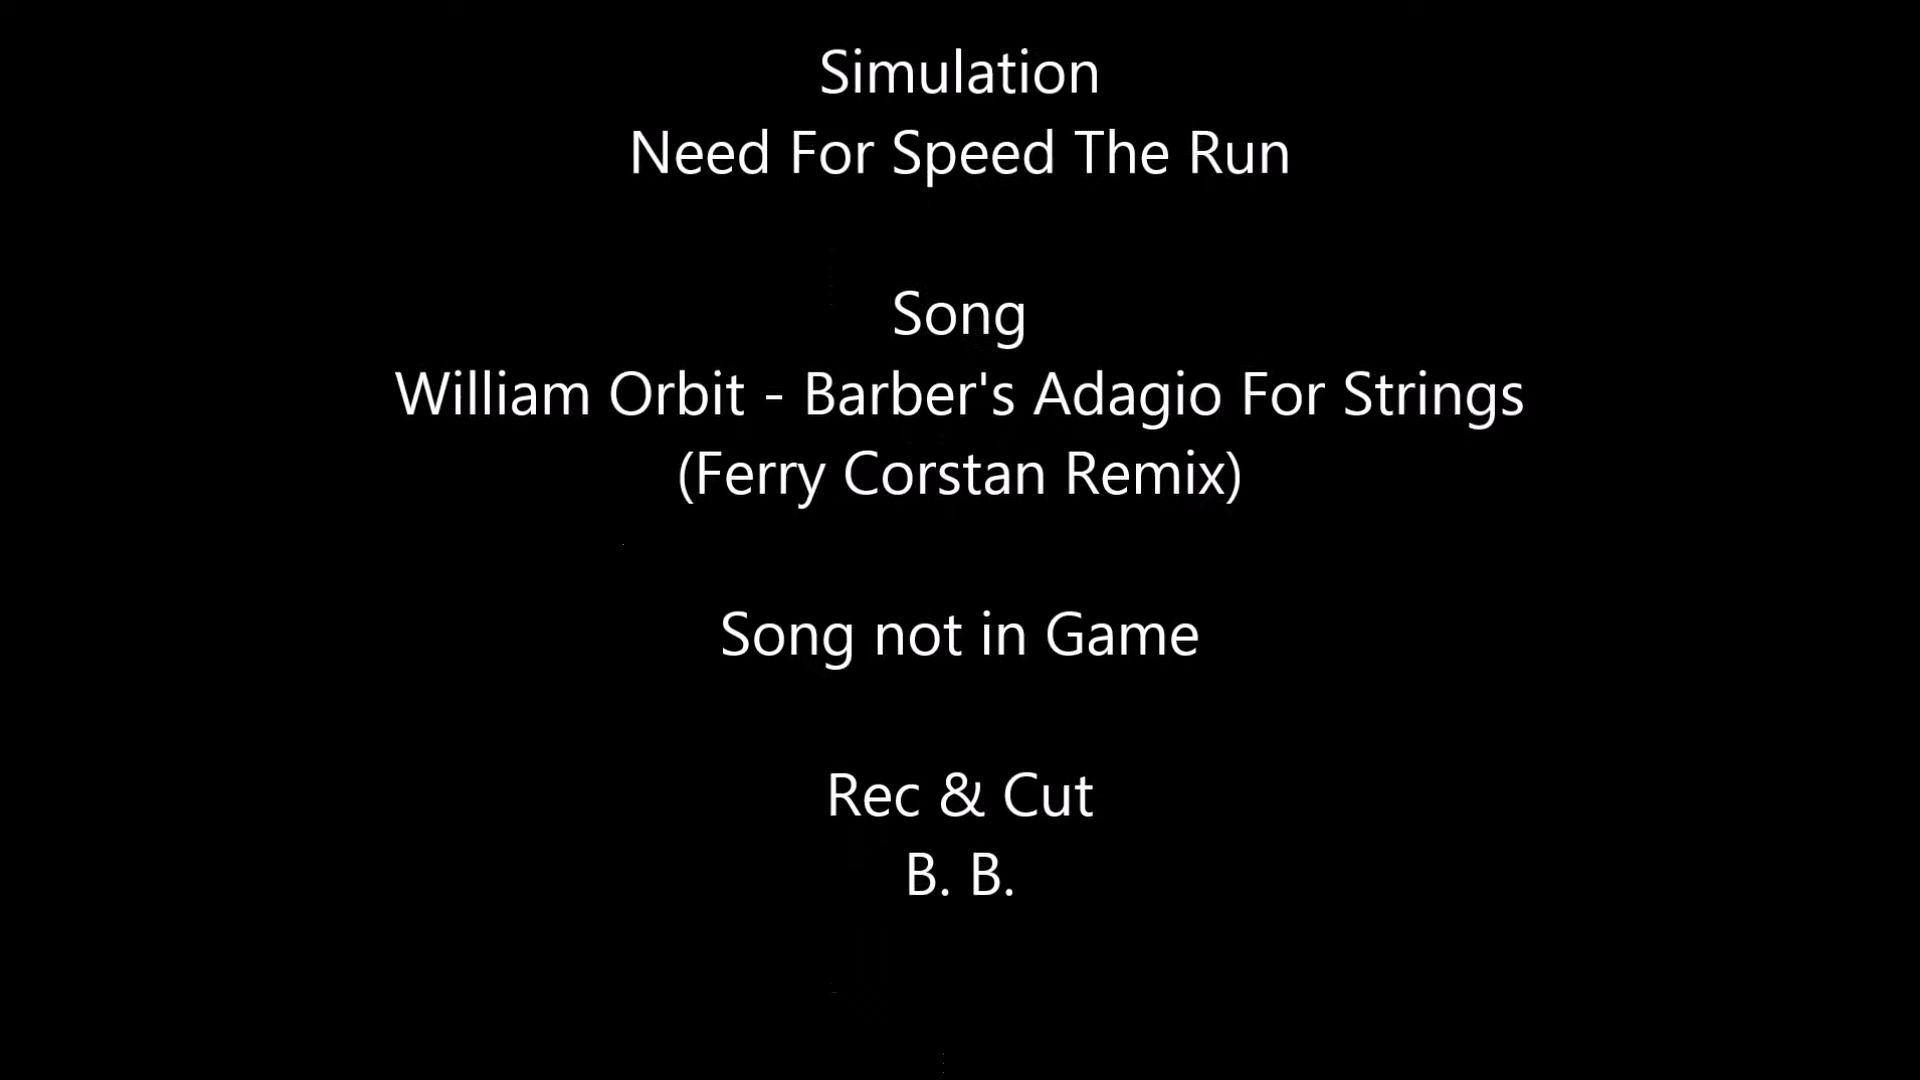 Simulation
Need For Speed The Run
Song
William Orbit - Barber's Adagio For Strings
(Ferry Corstan Remix)
Song not in Game
Rec & Cut
B. B.